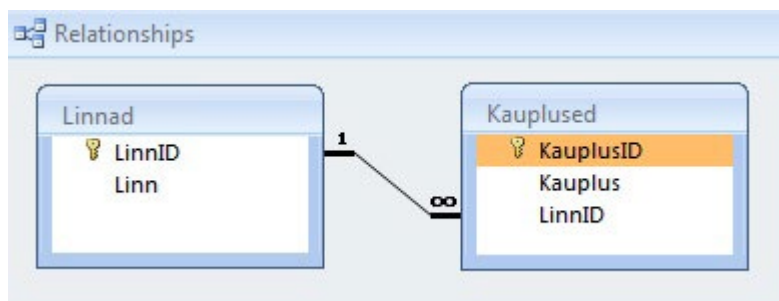 Relationships
Linnad
LinnID
Linn
1
∞
Kauplused
KauplusID
Kauplus
LinnID